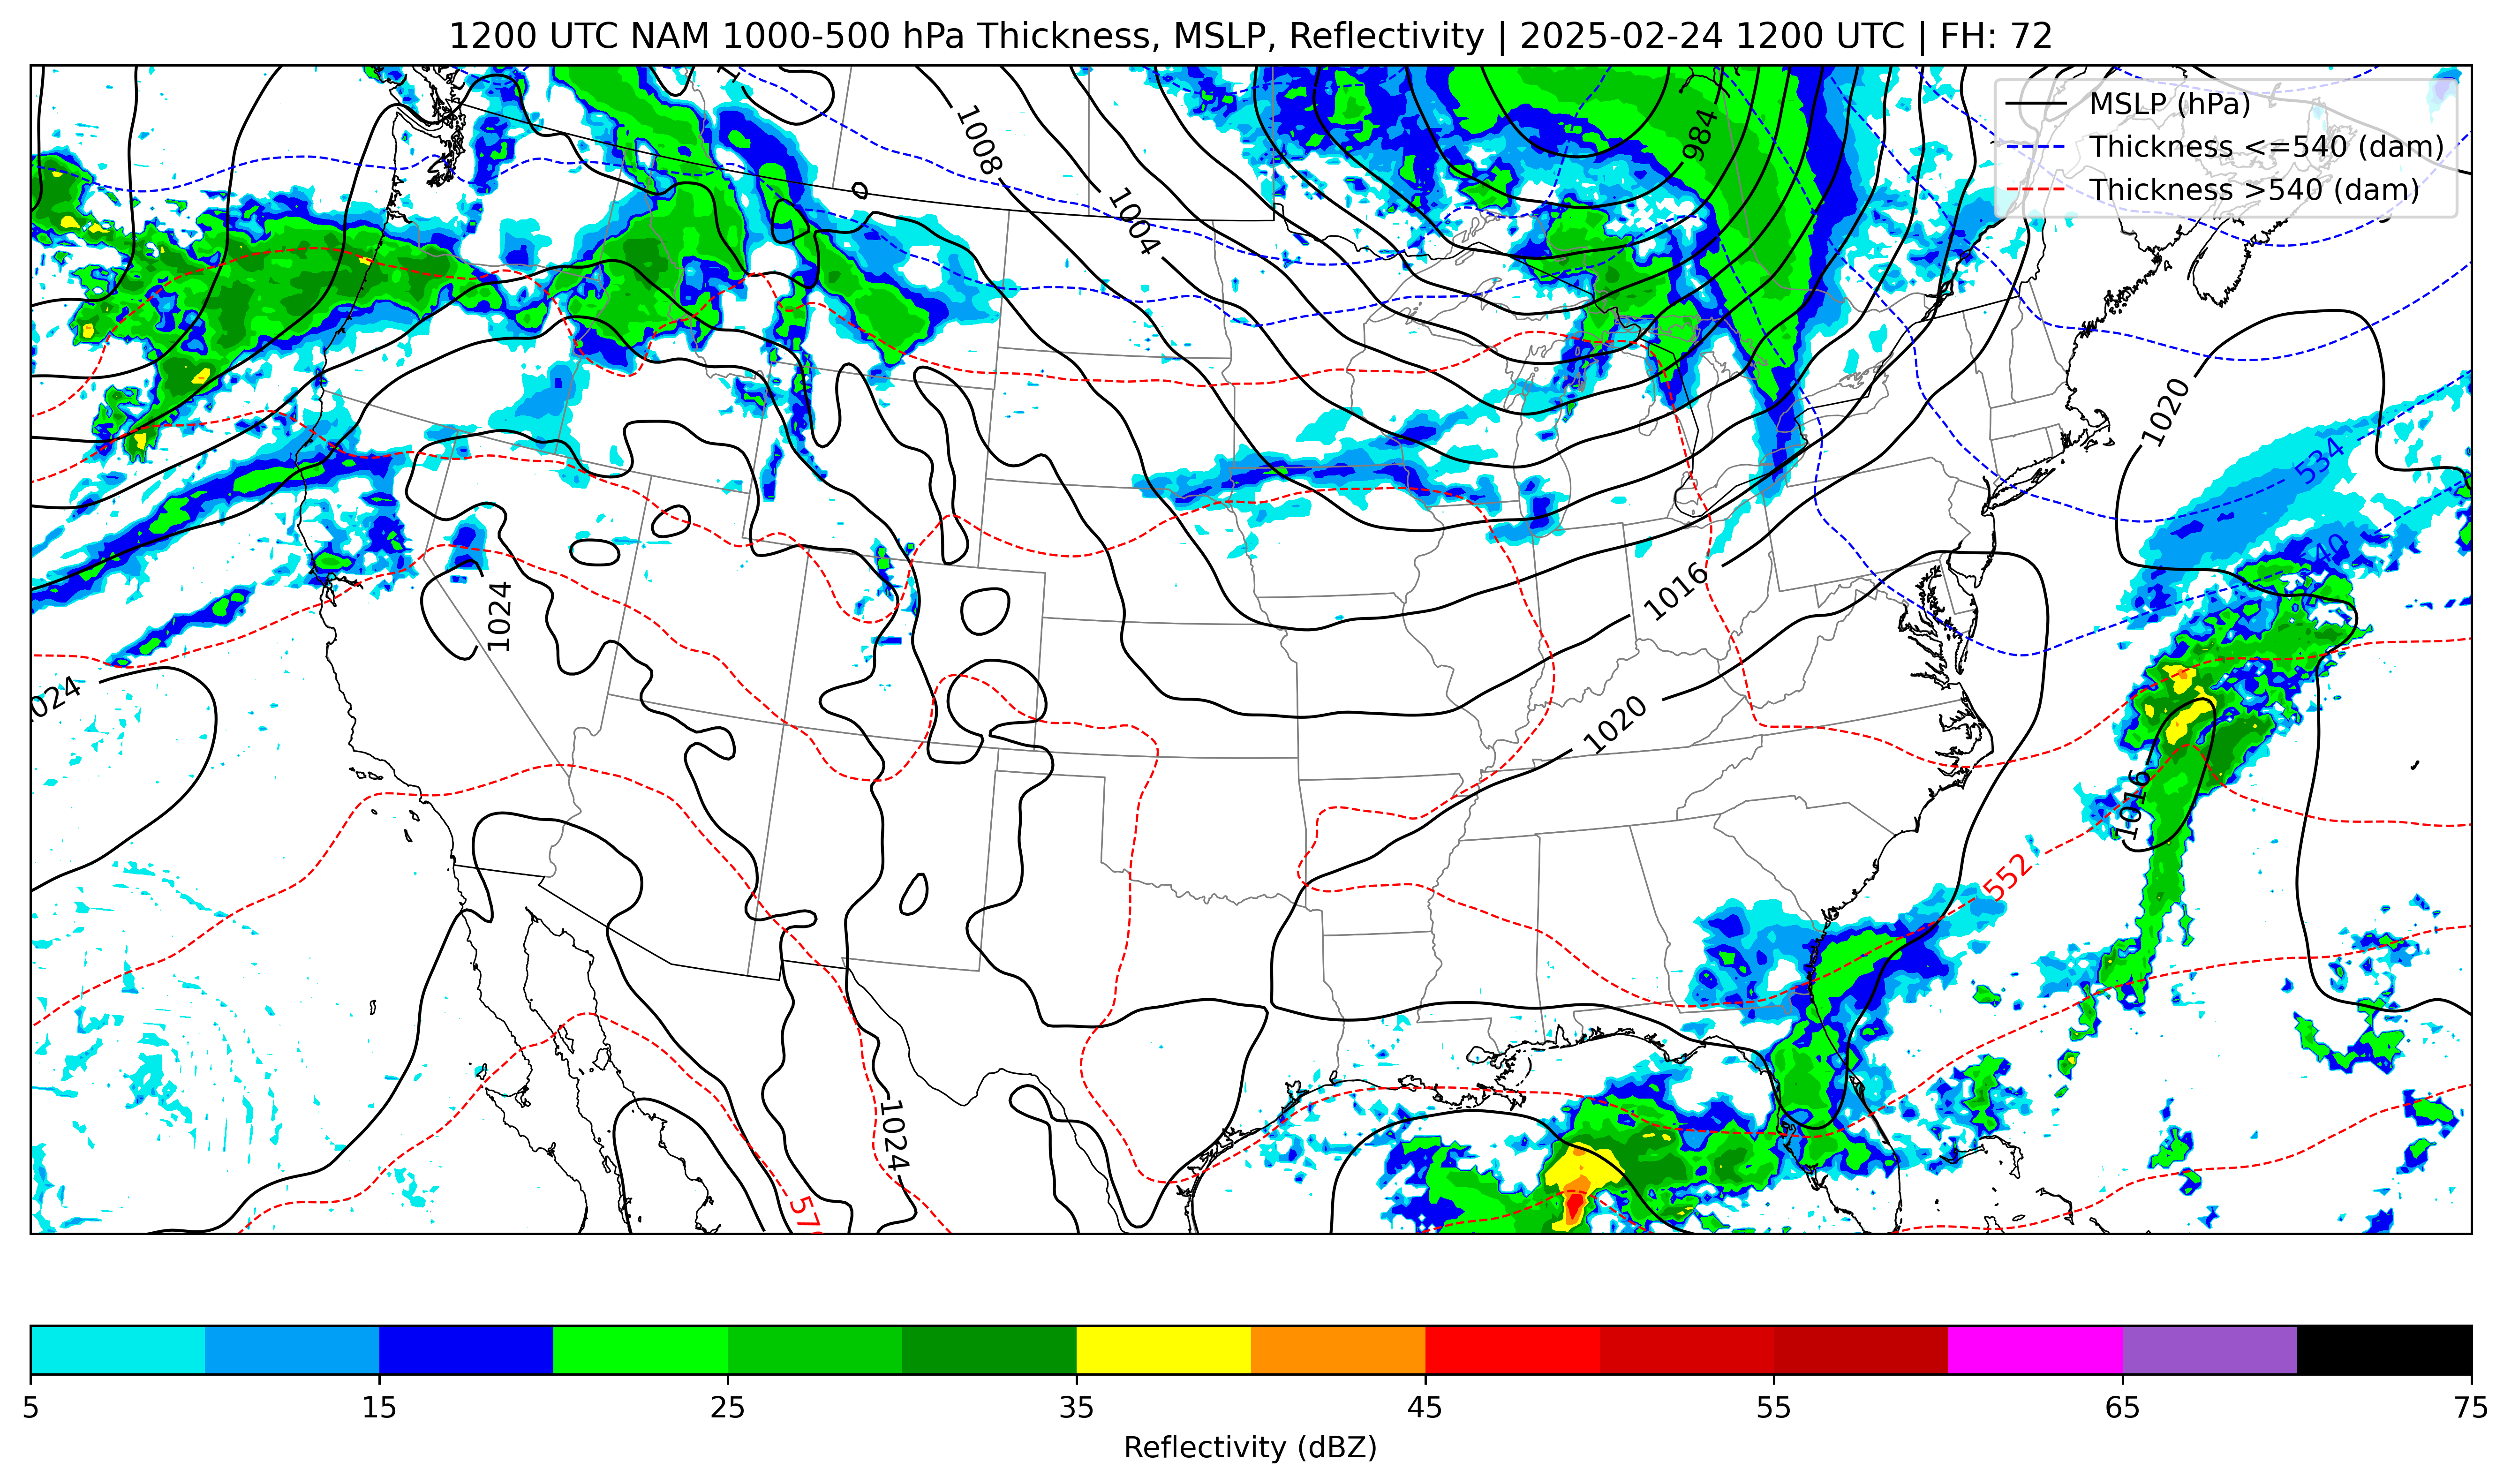 1200 UTC NAM 1000-500 hPa Thickness, MSLP, Reflectivity | 2025-02-24 1200 UTC | FH: 72
MSLP (hPa)
Thickness <=540 (dam)
Thickness >540 (dam)
1008
984
1004
1020
534
540
1016
1024
1024
1020
1016
552
1024
5 15 25 35 45 55 65 75
Reflectivity (dBZ)